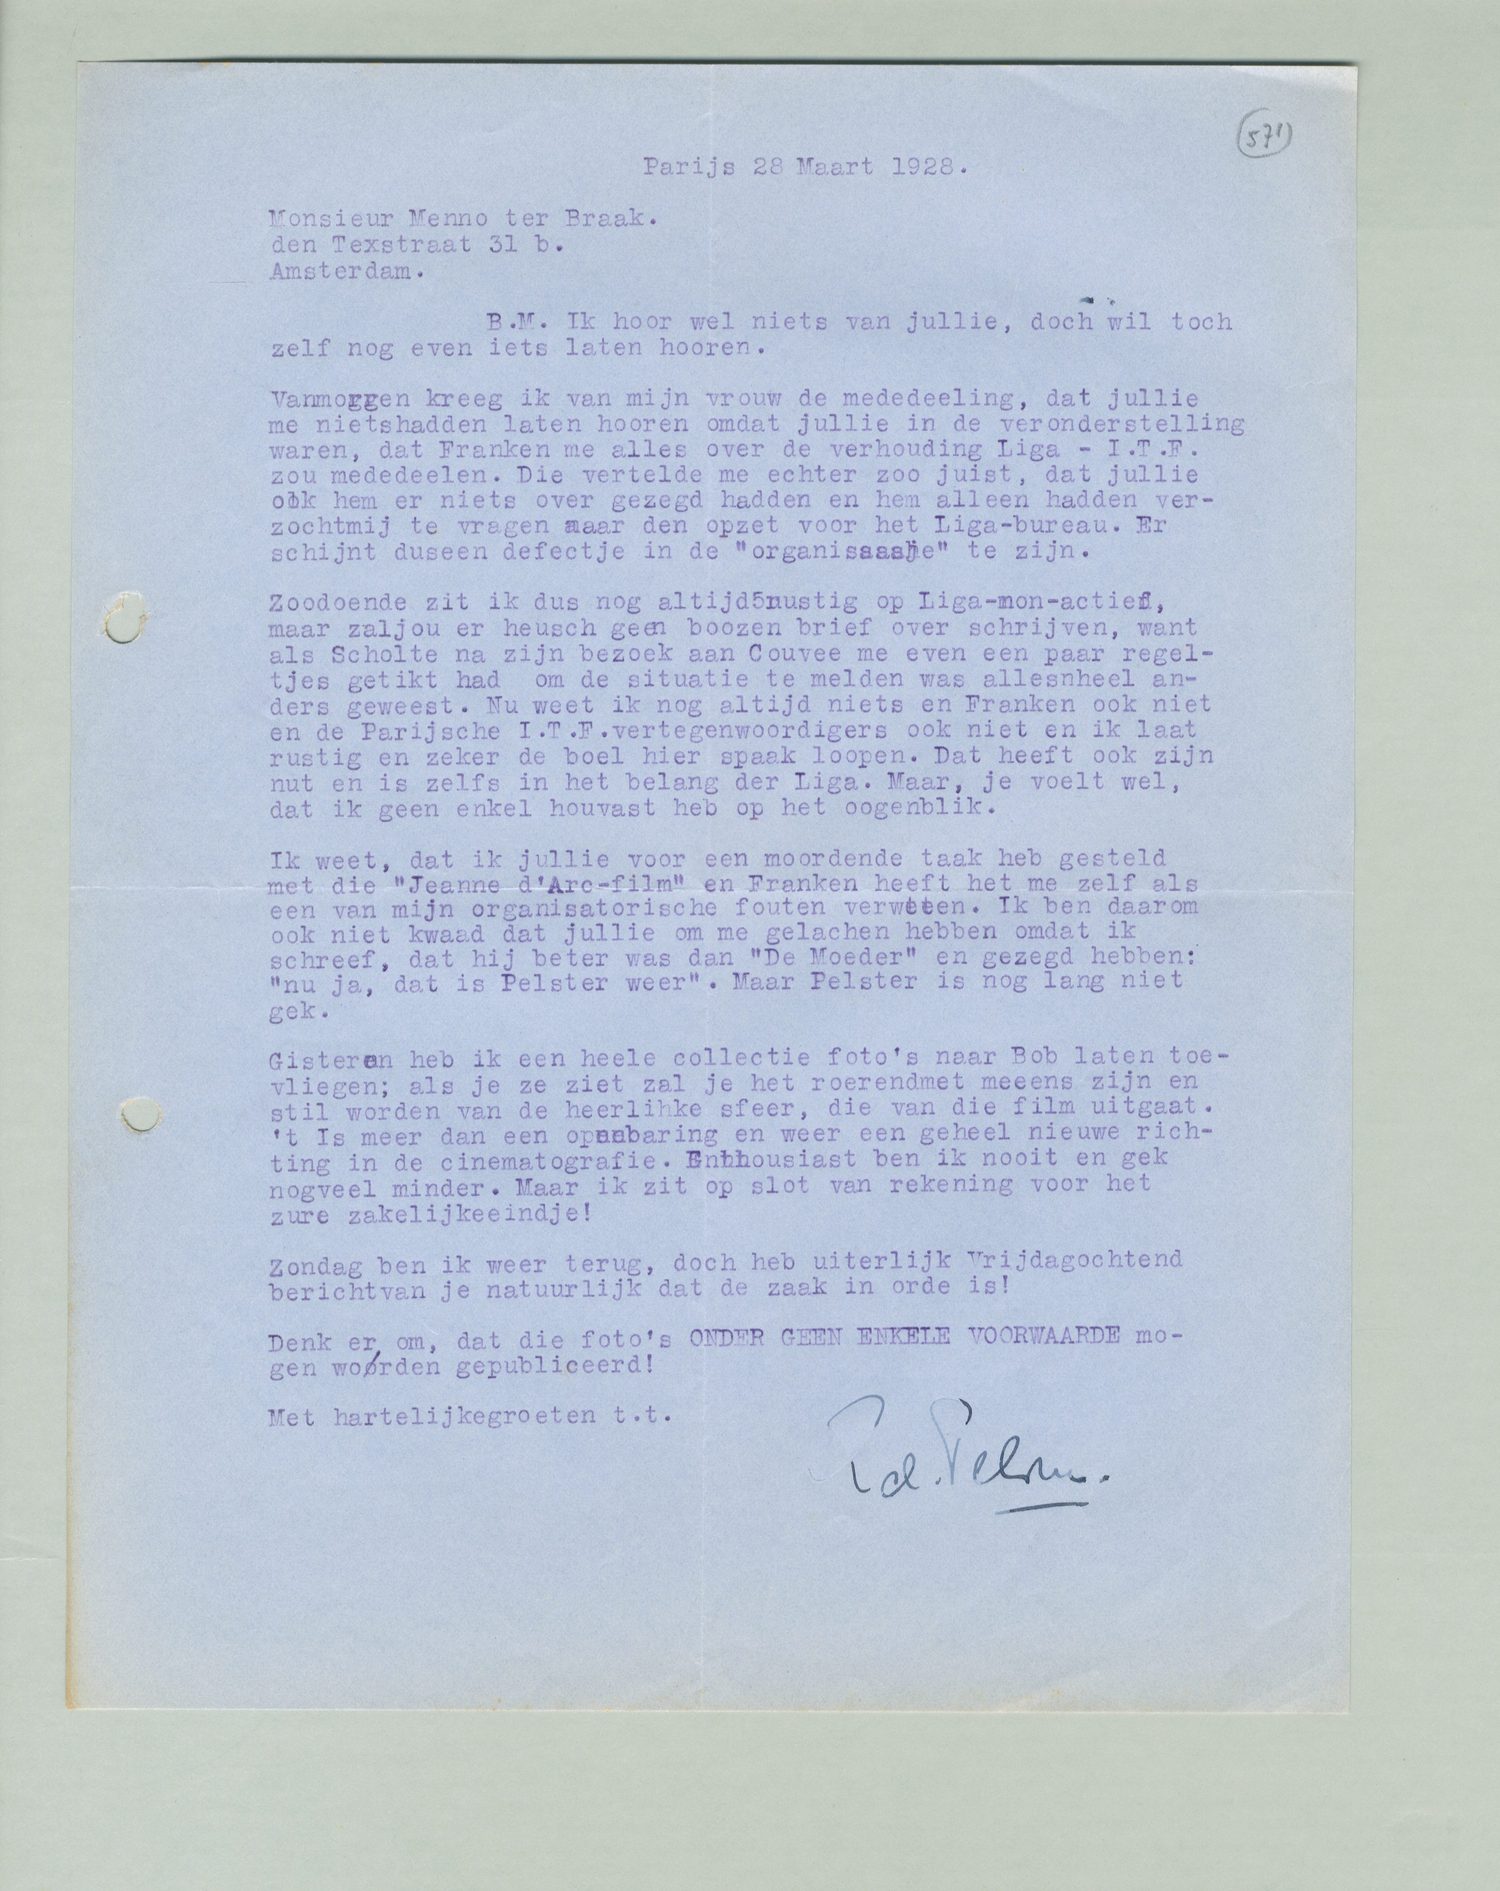 571
Parijs 28 Maart 1928.
Monsieur Menno ter Braak.
den Texstraat 31 b.
Amsterdam.
B.M. Ik hoor wel niets van jullie, doch wil toch
zelf nog even iets laten hooren.
Vanmorgen kreeg ik van mijn vrouw de mededeeling, dat jullie
me nietshadden laten hooren omdat jullie in de veronderstelling
waren, dat Franken me alles over de verhouding Liga - I.T.F.
zou mededeelen. Die vertelde me echter zoo juist, dat jullie
ook hem er niets over gezegd hadden en hem alleen hadden ver-
zochtmij te vragen naar den opzet voor het Liga-bureau. Er
schijnt duseen defectje in de "organisaasje" te zijn.
Zoodoende zit ik dus nog altijd rustig op Liga-non-actief,
maar zaljou er heusch geen boozen brief over schrijven, want
als Scholte na zijn bezoek aan Couvee me even een paar regel-
tjes getikt had om de situatie te melden was allesnheel an-
ders geweest. Nu weet ik nog altijd niets en Franken ook niet
en de Parijsche I.T.F.vertegenwoordigers ook niet en ik laat
rustig en zeker de boel hier spaak loopen. Dat heeft ook zijn
nut en is zelfs in het belang der Liga. Maar, je voelt wel,
dat ik geen enkel houvast heb op het oogenblik.
Ik weet, dat ik jullie voor een moordende taak heb gesteld
met die "Jeanne d'Arc-film" en Franken heeft het me zelf als
een van mijn organisatorische fouten verweten. Ik ben daarom
ook niet kwaad dat jullie om me gelachen hebben omdat ik
schreef, dat hij beter was dan "De Moeder" en gezegd hebben:
"nu ja, dat is Pelster weer". Maar Pelster is nog lang niet
gek.
Gisteren heb ik een heele collectie foto's naar Bob laten toe-
vliegen; als je ze ziet zal je het roerendmet meeens zijn en
stil worden van de heerlihke sfeer, die van die film uitgaat.
't Is meer dan een openbaring en weer een geheel nieuwe rich-
ting in de cinematografie. Enthousiast ben ik nooit en gek
nogveel minder. Maar ik zit op slot van rekening voor het
zure zakelijkeeindje!
Zondag ben ik weer terug, doch heb uiterlijk Vrijdagochtend
berichtvan je natuurlijk dat de zaak in orde is!
Denk er om, dat die foto's ONDER GEEN ENKELE VOORWAARDE mo-
gen worden gepubliceerd!
Met hartelijkegroeten t.t.